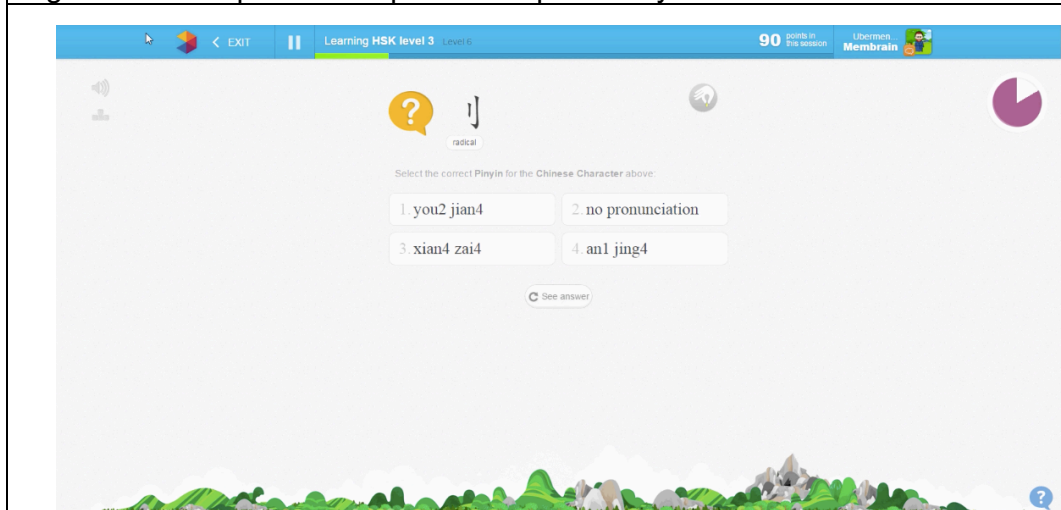 EXIT
Learning HSK level 3 Level 6
90 points in this session
Ubermen...
Membrain
?
刂
radical
Select the correct Pinyin for the Chinese Character above:
1. you2 jian4
2. no pronunciation
3. xian4 zai4
4. an1 jing4
See answer
?